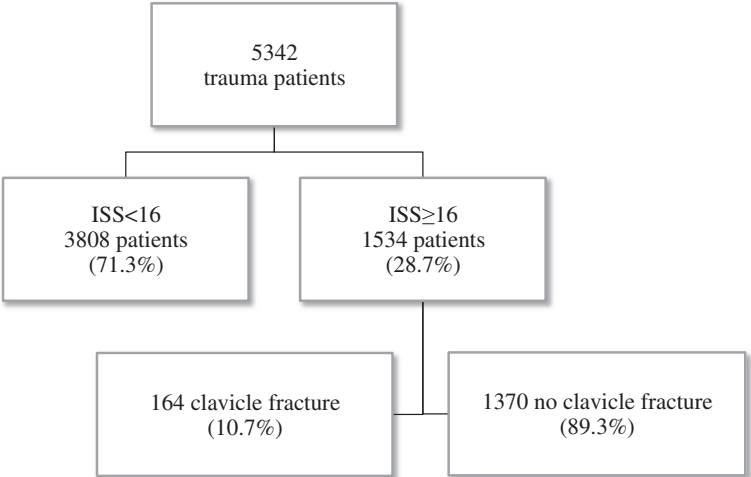 5342
trauma patients
ISS<16
3808 patients
(71.3%)
ISS≥16
1534 patients
(28.7%)
164 clavicle fracture
(10.7%)
1370 no clavicle fracture
(89.3%)